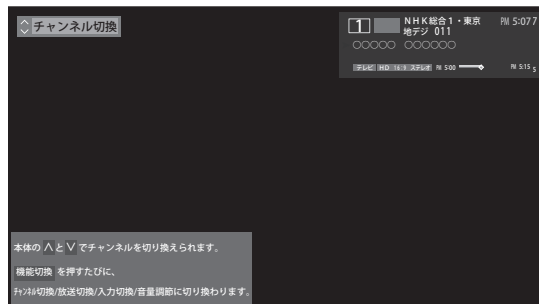 チャンネル切換
1 NHK総合1・東京 PM 5:07 7
地デジ 011
○○○○○ ○○○○○○
テレビ HD 16:9 ステレオ PM 5:00 PM 5:15 5
本体の ∧ と ∨ でチャンネルを切り換えられます。
機能切換 を押すたびに、
チャンネル切換/放送切換/入力切換/音量調節に切り換わります。